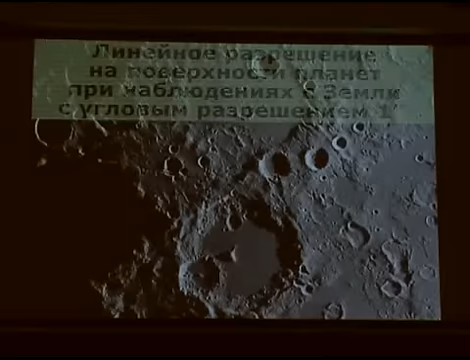 Линейное разрешение
на поверхности планет
при наблюдениях с Земли
с угловым разрешением 1"